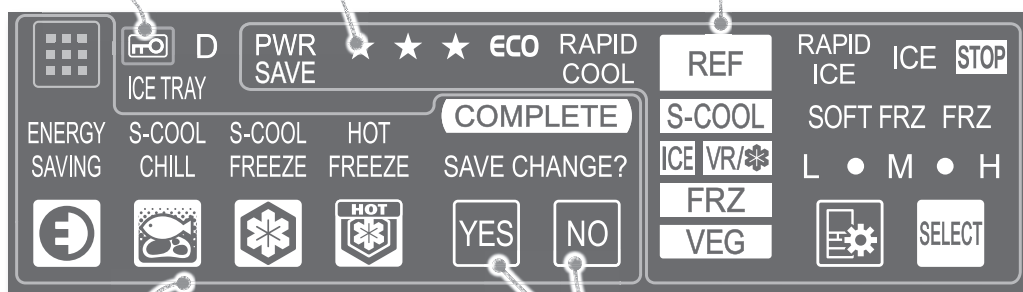 D
ICE TRAY
PWR
SAVE
★ ★ ★ ECO
RAPID
COOL
ENERGY
SAVING
S-COOL
CHILL
S-COOL
FREEZE
HOT
FREEZE
HOT
COMPLETE
SAVE CHANGE?
YES NO
REF
S-COOL
ICE VR/❄
FRZ
VEG
RAPID
ICE
ICE STOP
SOFT FRZ FRZ
L ● M ● H
SELECT